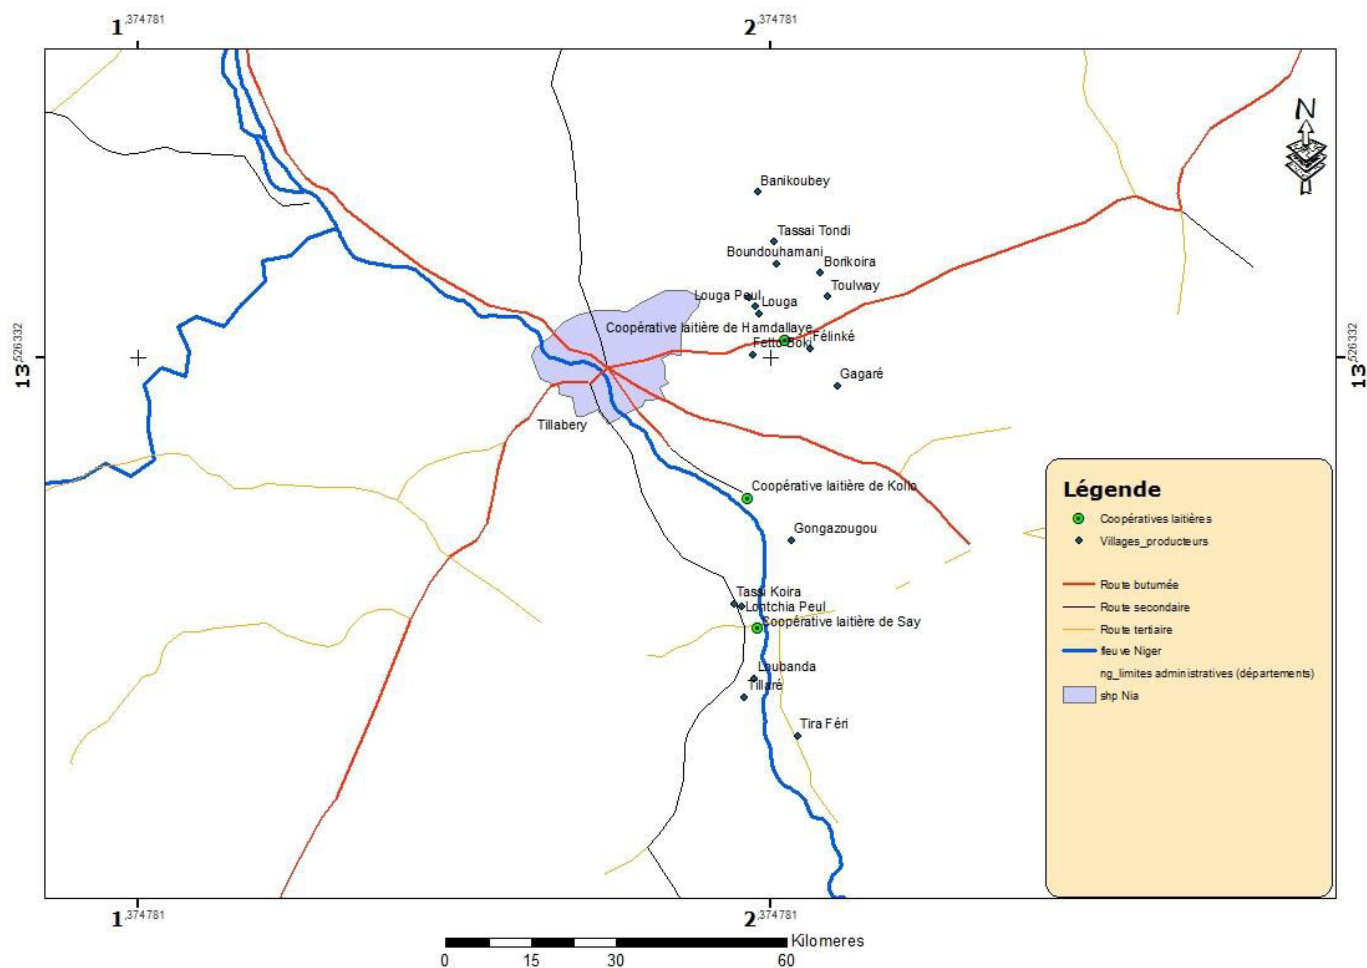 1,374781
2,374781
N
Banikoubey
Tassai Tondi
Boundouhamani
Borikoira
Toulway
Louga Peul
Louga
Coopérative laitière de Hamdallaye
Félinké
Fetto Boki
13,526332
13,526332
Gagaré
Tillabery
Coopérative laitière de Kollo
Gongazougou
Tassi Koira
Lontchia Peul
Coopérative laitière de Say
Loubanda
Tillaré
Tira Féri
Légende
Coopératives laitières
Villages_producteurs
Route butumée
Route secondaire
Route tertiaire
fleuve Niger
ng_limites administratives (départements)
shp Nia
1,374781
2,374781
Kilomeres
0 15 30 60